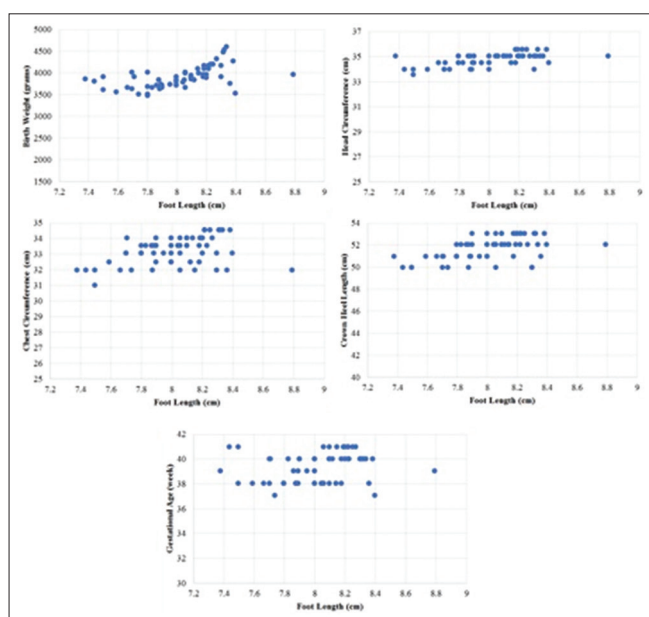 Birth Weight (grams)
5000
4500
4000
3500
3000
2500
2000
1500
7.2 7.4 7.6 7.8 8 8.2 8.4 8.6 8.8 9
Foot Length (cm)
Head Circumference (cm)
37
35
33
31
29
27
25
7.2 7.4 7.6 7.8 8 8.2 8.4 8.6 8.8 9
Foot Length (cm)
Chest Circumference (cm)
35
34
33
32
31
30
29
28
27
26
25
7.2 7.4 7.6 7.8 8 8.2 8.4 8.6 8.8 9
Foot Length (cm)
Crown Heel Length (cm)
54
52
50
48
46
44
42
40
7.2 7.4 7.6 7.8 8 8.2 8.4 8.6 8.8 9
Foot Length (cm)
Gestational Age (week)
42
40
38
36
34
32
30
7.2 7.4 7.6 7.8 8 8.2 8.4 8.6 8.8 9
Foot Length (cm)